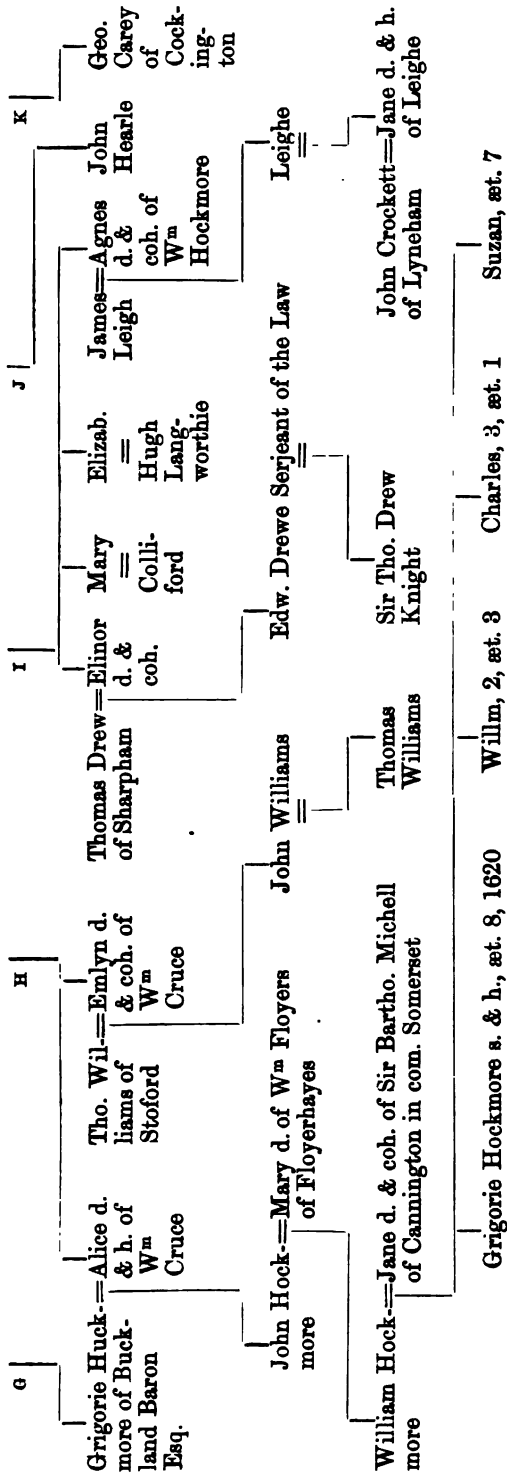 G H I J K
Grigorie Huck-=Alice d. Tho. Wil-=Emlyn d. Thomas Drew=Elinor Mary Elizab. James=Agnes John Geo.
more of Buck- & h. of liams of & coh. of of Sharpham d. & = = Leigh d. & Hearle Carey
land Baron Wm Stoford Wm coh. Colli- Hugh coh. of of
Esq. Cruce Cruce ford Lang- Wm Cock-
worthie Hockmore ing-
ton
John Hock-=Mary d. of Wm Floyers John Williams Edw. Drewe Serjeant of the Law Leighe
more of Floyerhayes = = =
Thomas Sir Tho. Drew John Crockett=Jane d. & h.
Williams Knight of Lyneham of Leighe
William Hock-=Jane d. & coh. of Sir Bartho. Michell
more of Cannington in com. Somerset
Grigorie Hockmore s. & h., æt. 8, 1620 Willm, 2, æt. 3 Charles, 3, æt. 1 Suzan, æt. 7